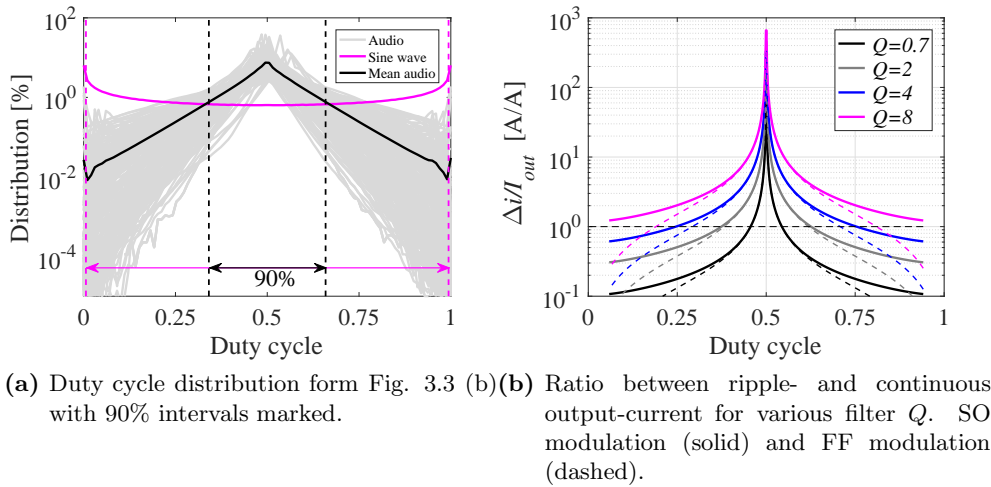 10^2
10^0
10^-2
10^-4
Distribution [%]
Audio
Sine wave
Mean audio
90%
0
0.25
0.5
0.75
1
Duty cycle
10^3
10^2
10^1
10^0
10^-1
Δi/I_out [A/A]
Q=0.7
Q=2
Q=4
Q=8
0
0.25
0.5
0.75
1
Duty cycle
(a) Duty cycle distribution form Fig. 3.3 (b)
with 90% intervals marked.
(b) Ratio between ripple- and continuous
output-current for various filter Q. SO
modulation (solid) and FF modulation
(dashed).